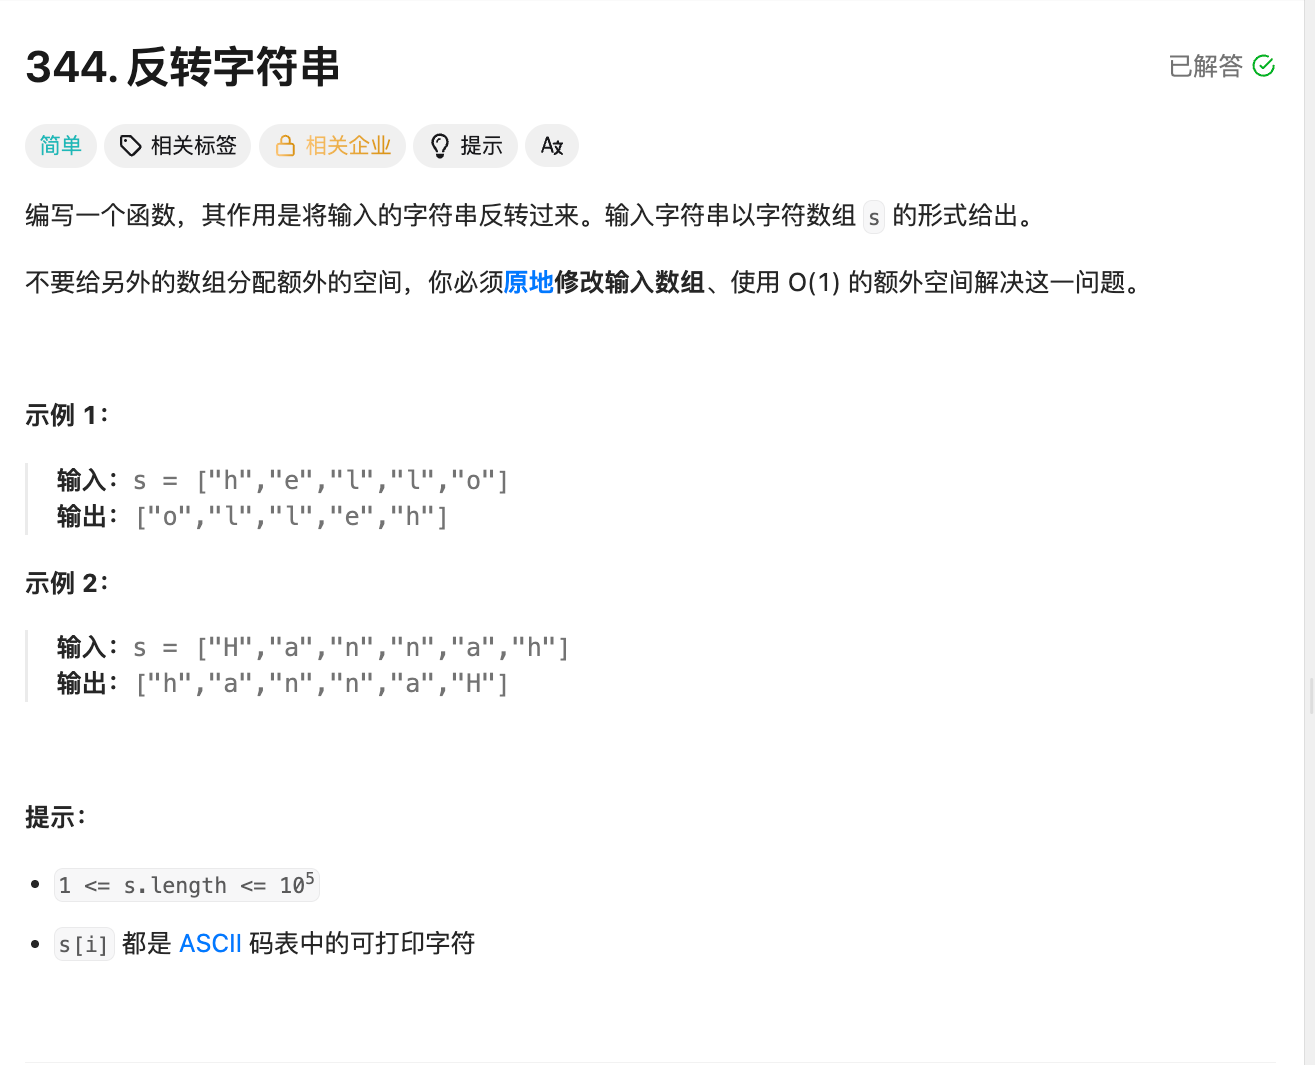 344. 反转字符串
已解答
简单 相关标签 相关企业 提示 Aあ
编写一个函数，其作用是将输入的字符串反转过来。输入字符串以字符数组 s 的形式给出。
不要给另外的数组分配额外的空间，你必须原地修改输入数组、使用 O(1) 的额外空间解决这一问题。
示例 1：
输入：s = ["h","e","l","l","o"]
输出：["o","l","l","e","h"]
示例 2：
输入：s = ["H","a","n","n","a","h"]
输出：["h","a","n","n","a","H"]
提示：
1 <= s.length <= 10⁵
s[i] 都是 ASCII 码表中的可打印字符